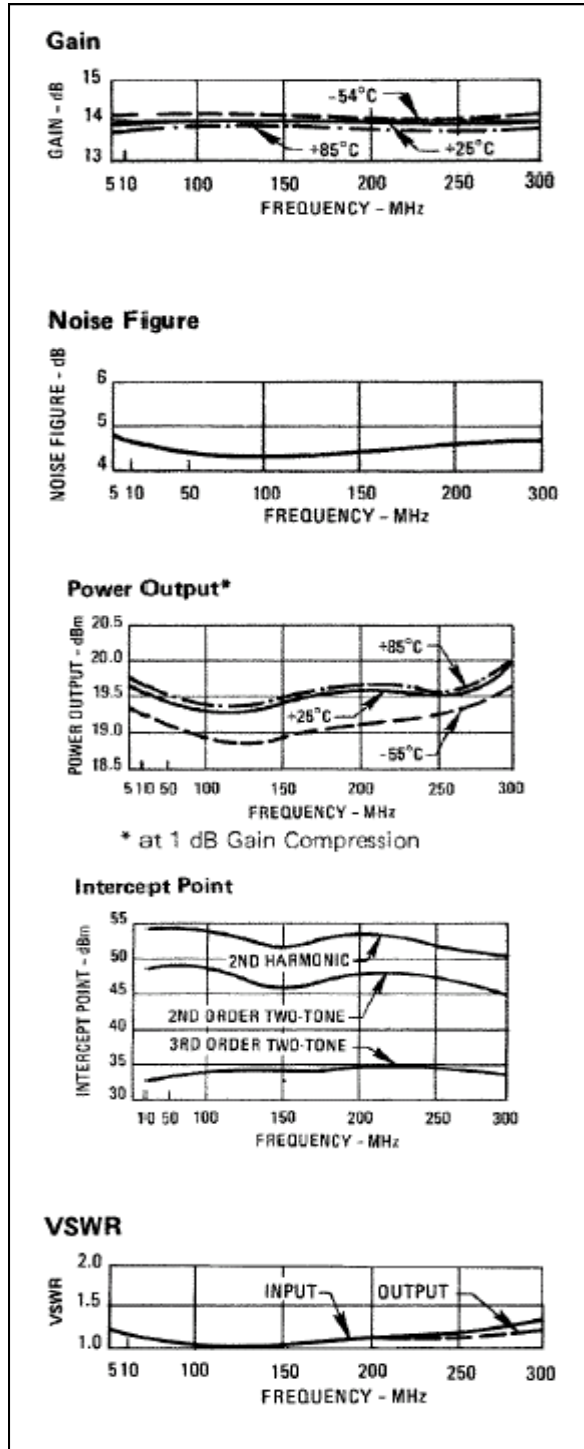 Gain
GAIN - dB
15
14
13
-54°C
+85°C
+25°C
5 10 50 100 150 200 250 300
FREQUENCY - MHz
Noise Figure
NOISE FIGURE - dB
6
5
4
5 10 50 100 150 200 300
FREQUENCY - MHz
Power Output*
POWER OUTPUT - dBm
20.5
20.0
19.5
19.0
18.5
+85°C
+25°C
-55°C
5 10 50 100 150 200 250 300
FREQUENCY - MHz
* at 1 dB Gain Compression
Intercept Point
INTERCEPT POINT - dBm
55
50
45
40
35
30
2ND HARMONIC
2ND ORDER TWO-TONE
3RD ORDER TWO-TONE
10 50 100 150 200 250 300
FREQUENCY - MHz
VSWR
VSWR
2.0
1.5
1.0
INPUT
OUTPUT
5 10 100 150 200 250 300
FREQUENCY - MHz